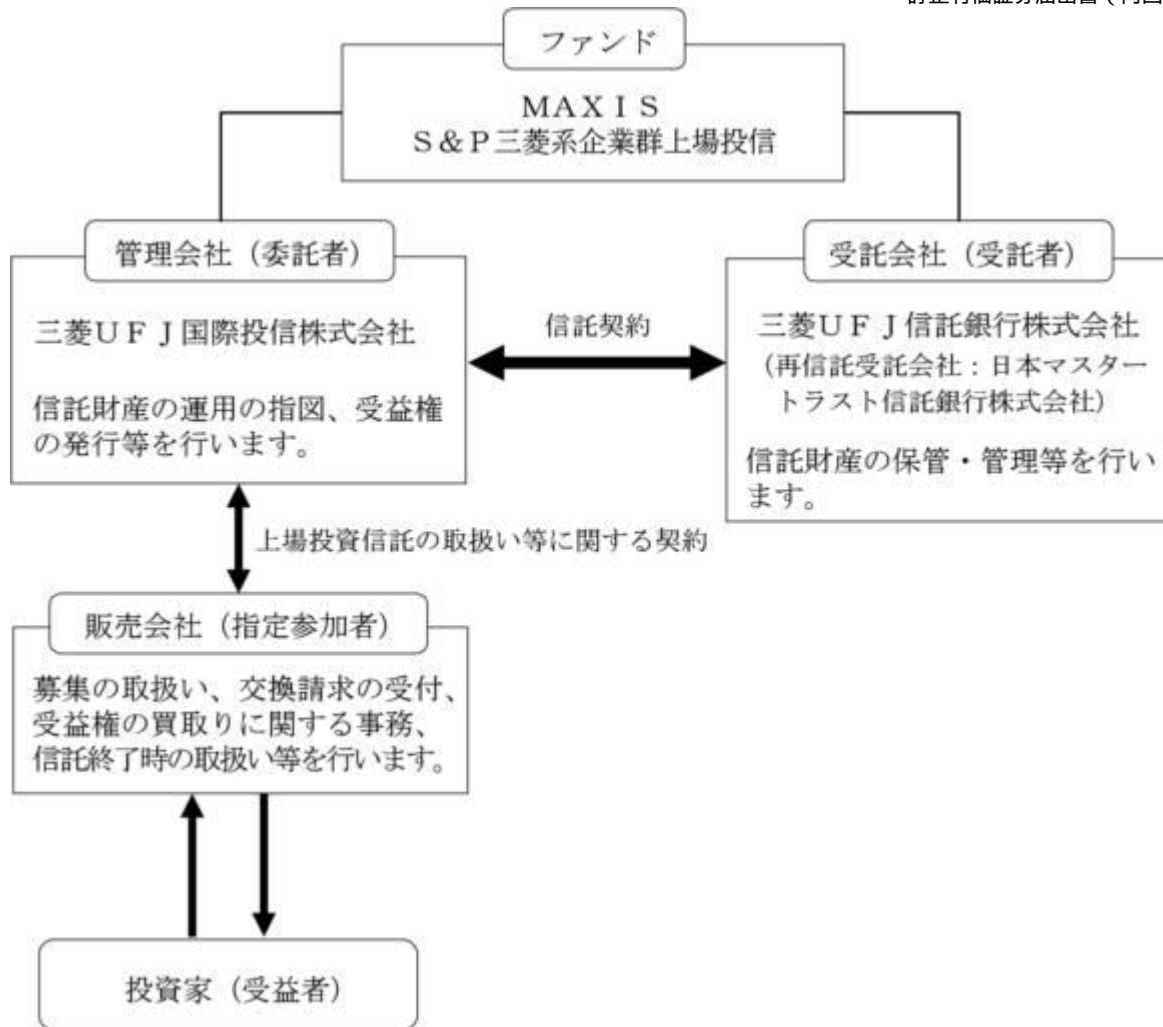 ファンド
MAXIS
S&P三菱系企業群上場投信
管理会社(委託者)
三菱UFJ国際投信株式会社
信託財産の運用の指図、受益権
の発行等を行います。
信託契約
受託会社(受託者)
三菱UFJ信託銀行株式会社
(再信託受託会社:日本マスター
トラスト信託銀行株式会社)
信託財産の保管・管理等を行い
ます。
上場投資信託の取扱い等に関する契約
販売会社(指定参加者)
募集の取扱い、交換請求の受付、
受益権の買取りに関する事務、
信託終了時の取扱い等を行います。
投資家(受益者)